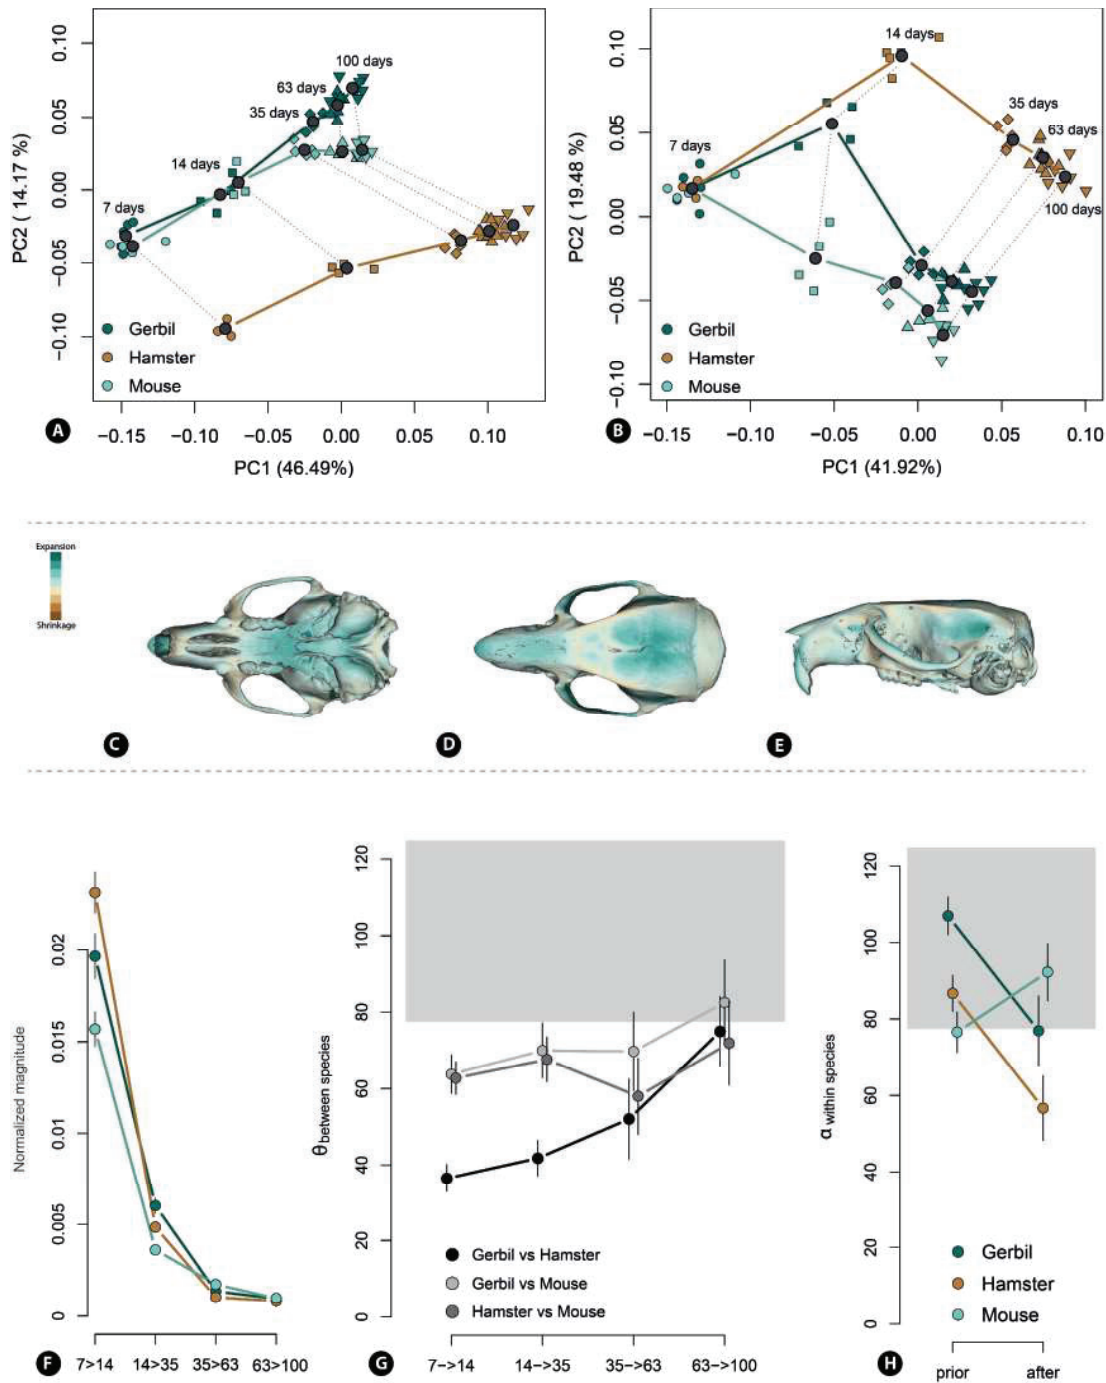 100 days
63 days
35 days
14 days
7 days
0.10
0.05
0.00
−0.05
−0.10
PC2 ( 14.17 %)
Gerbil
Hamster
Mouse
A
−0.15 −0.10 −0.05 0.00 0.05 0.10
PC1 (46.49%)
14 days
35 days
7 days
63 days
100 days
0.10
0.05
0.00
−0.05
−0.10
PC2 ( 19.48 %)
Gerbil
Hamster
Mouse
B
−0.15 −0.10 −0.05 0.00 0.05 0.10
PC1 (41.92%)
Expansion
Shrinkage
C
D
E
Normalized magnitude
0.02
0.015
0.01
0.005
0
F
7>14 14>35 35>63 63>100
θ between species
120
100
80
60
40
20
0
Gerbil vs Hamster
Gerbil vs Mouse
Hamster vs Mouse
G
7->14 14->35 35->63 63->100
α within species
120
100
80
60
40
20
0
Gerbil
Hamster
Mouse
H
prior after